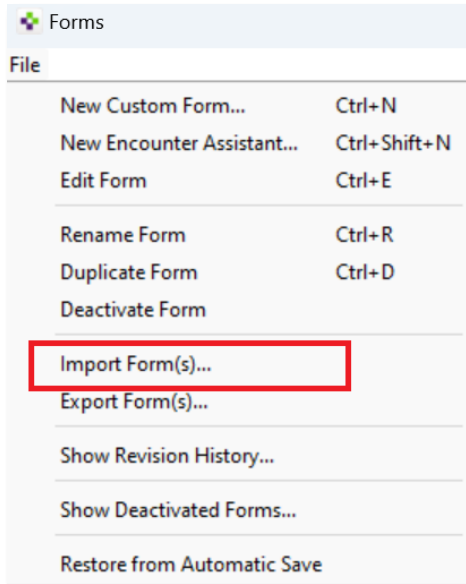 Forms
File
New Custom Form... Ctrl+N
New Encounter Assistant... Ctrl+Shift+N
Edit Form Ctrl+E
Rename Form Ctrl+R
Duplicate Form Ctrl+D
Deactivate Form
Import Form(s)...
Export Form(s)...
Show Revision History...
Show Deactivated Forms...
Restore from Automatic Save